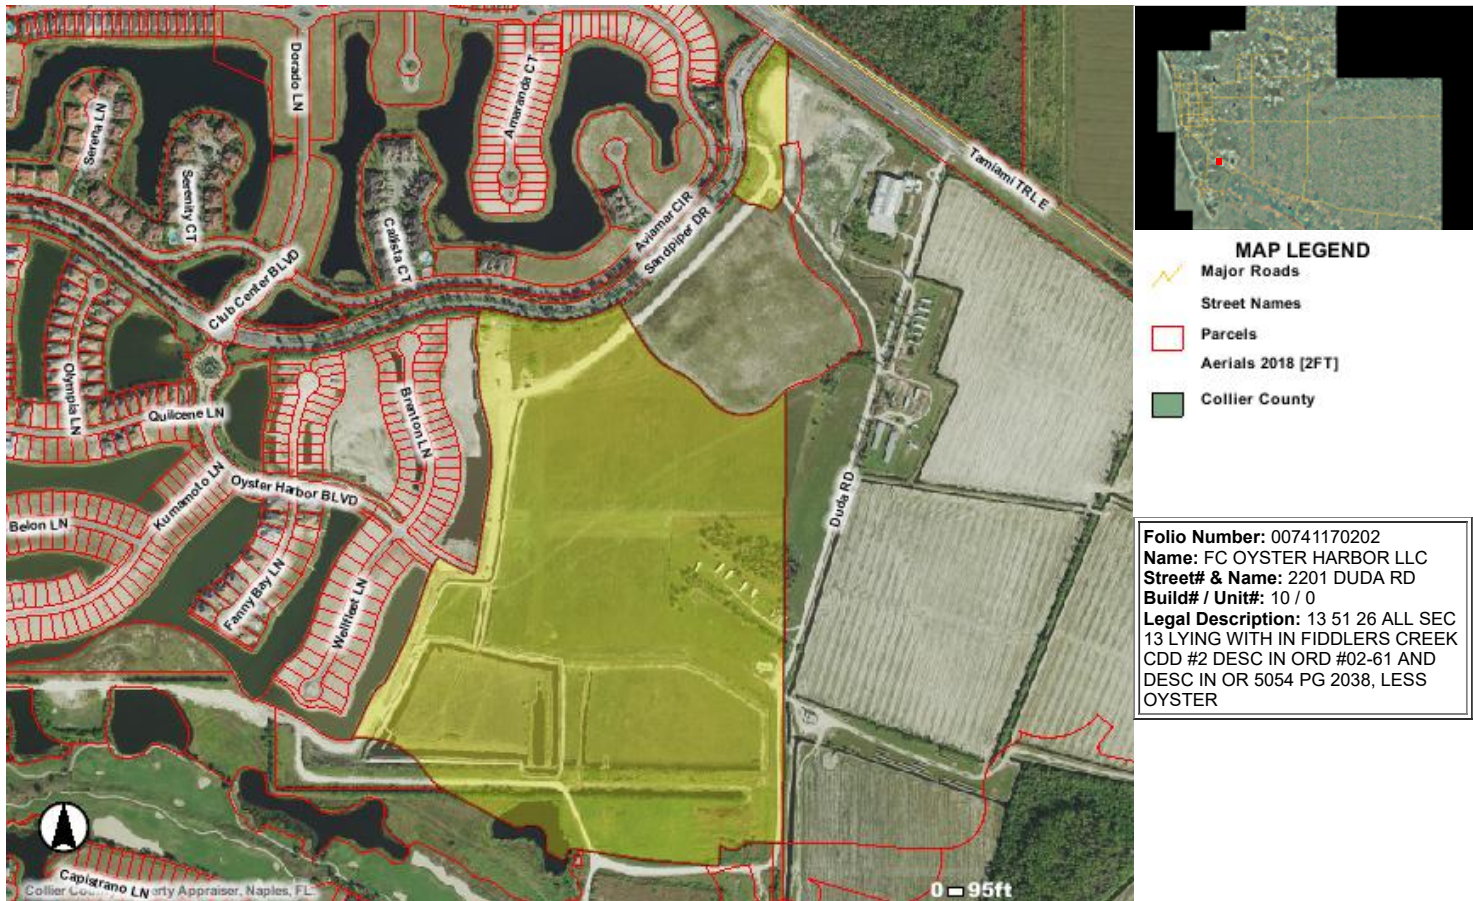 Dorado LN
Amaranda CT
Serena LN
Serenity CT
Callista CT
Aviamar CIR
Sandpiper DR
Tamiami TRL E
Club Center BLVD
Olympia LN
Quilcene LN
Branton LN
Kumamoto LN
Oyster Harbor BLVD
Belon LN
Fanny Bay LN
Wellfleet LN
Duda RD
Capistrano LN
Collier County Property Appraiser, Naples, FL
0 95ft
MAP LEGEND
Major Roads
Street Names
Parcels
Aerials 2018 [2FT]
Collier County
Folio Number: 00741170202
Name: FC OYSTER HARBOR LLC
Street# & Name: 2201 DUDA RD
Build# / Unit#: 10 / 0
Legal Description: 13 51 26 ALL SEC
13 LYING WITH IN FIDDLERS CREEK
CDD #2 DESC IN ORD #02-61 AND
DESC IN OR 5054 PG 2038, LESS
OYSTER